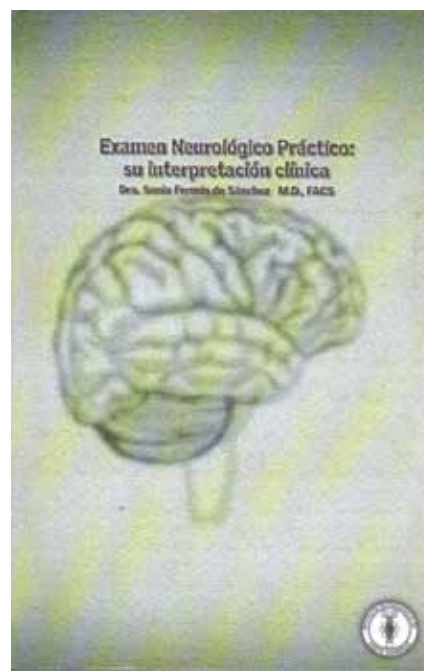 Examen Neurológico Práctico:
su interpretación clínica
Dra. Sonia Fermín de Sánchez M.D., FACS